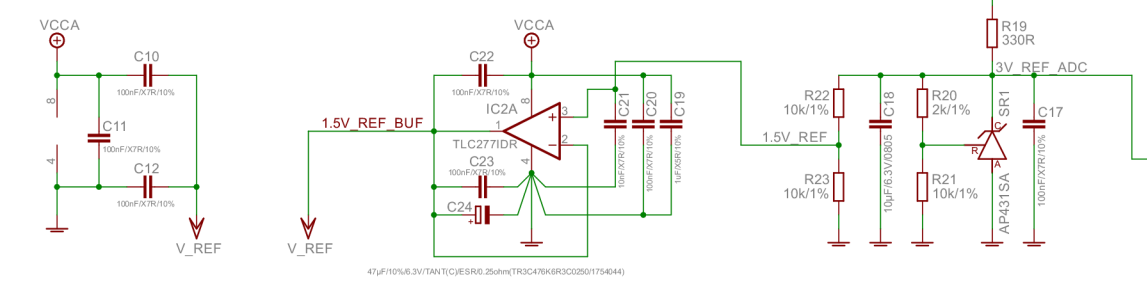 VCCA
8
4
C10
100nF/X7R/10%
C11
100nF/X7R/10%
C12
100nF/X7R/10%
V_REF
VCCA
C22
100nF/X7R/10%
IC2A
8
3
+
1
2
-
4
TLC277IDR
1.5V_REF_BUF
C23
100nF/X7R/10%
C24
+
C21
10nF/X7R/10%
C20
100nF/X7R/10%
C19
1uF/X5R/10%
V_REF
47µF/10%/6.3V/TANT(C)/ESR/0.25ohm(TR3C476K6R3C0250/1754044)
R19
330R
3V_REF_ADC
R22
10k/1%
C18
10µF/6.3V/0805
R20
2k/1%
SR1
C
R
A
AP431SA
C17
100nF/X7R/10%
1.5V_REF
R23
10k/1%
R21
10k/1%